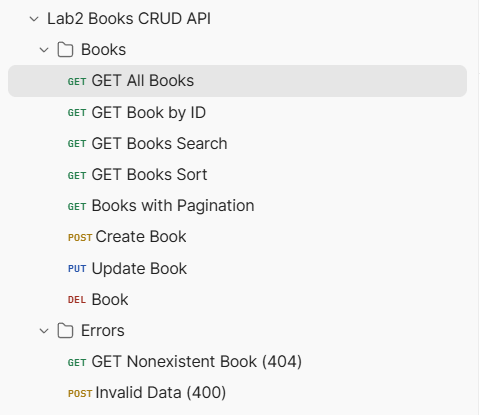 Lab2 Books CRUD API
Books
GET GET All Books
GET GET Book by ID
GET GET Books Search
GET GET Books Sort
GET Books with Pagination
POST Create Book
PUT Update Book
DEL Book
Errors
GET GET Nonexistent Book (404)
POST Invalid Data (400)